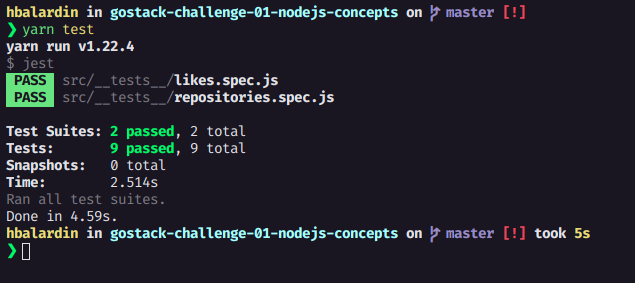 hbalardin in gostack-challenge-01-nodejs-concepts on master [!]
❯ yarn test
yarn run v1.22.4
$ jest
PASS src/__tests__/likes.spec.js
PASS src/__tests__/repositories.spec.js
Test Suites: 2 passed, 2 total
Tests: 9 passed, 9 total
Snapshots: 0 total
Time: 2.514s
Ran all test suites.
Done in 4.59s.
hbalardin in gostack-challenge-01-nodejs-concepts on master [!] took 5s
❯